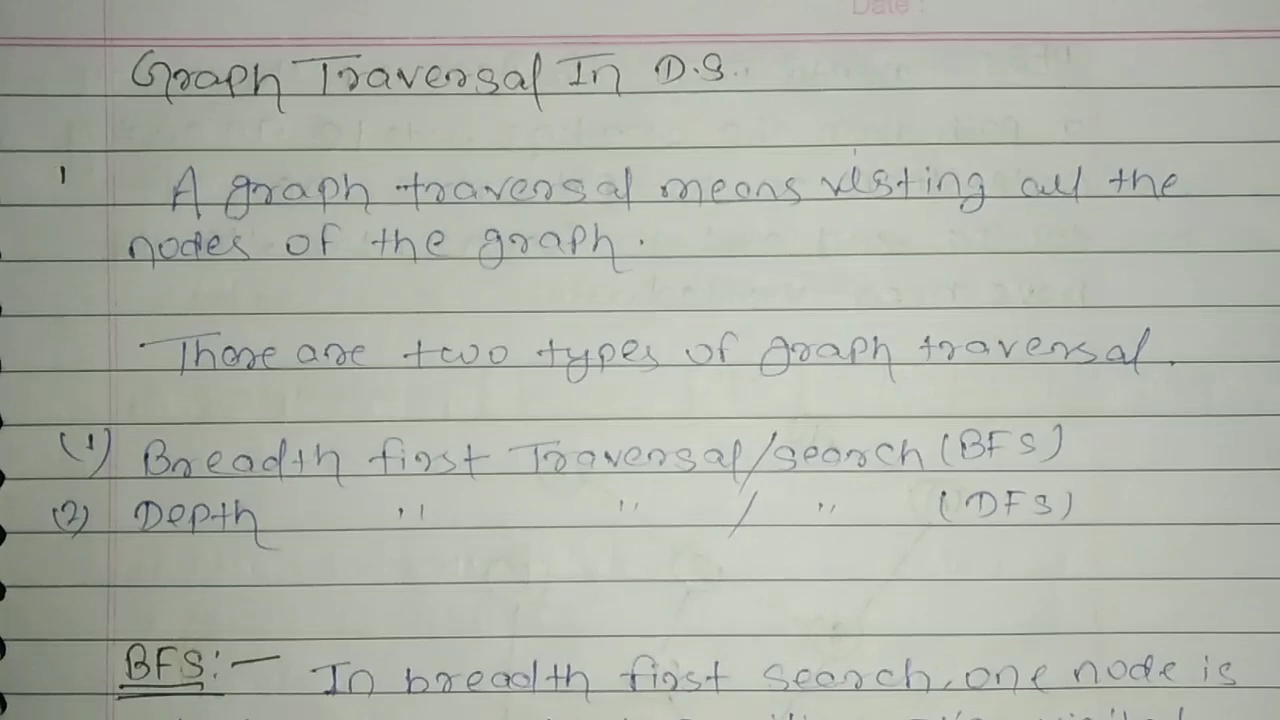 Date :
Graph Traversal In D.S.
1 A graph traversal means visting all the
nodes of the graph.
There are two types of graph traversal.
(1) Breadth first Traversal/search (BFS)
(2) Depth " " / " (DFS)
BFS:- In breadth first search, one node is